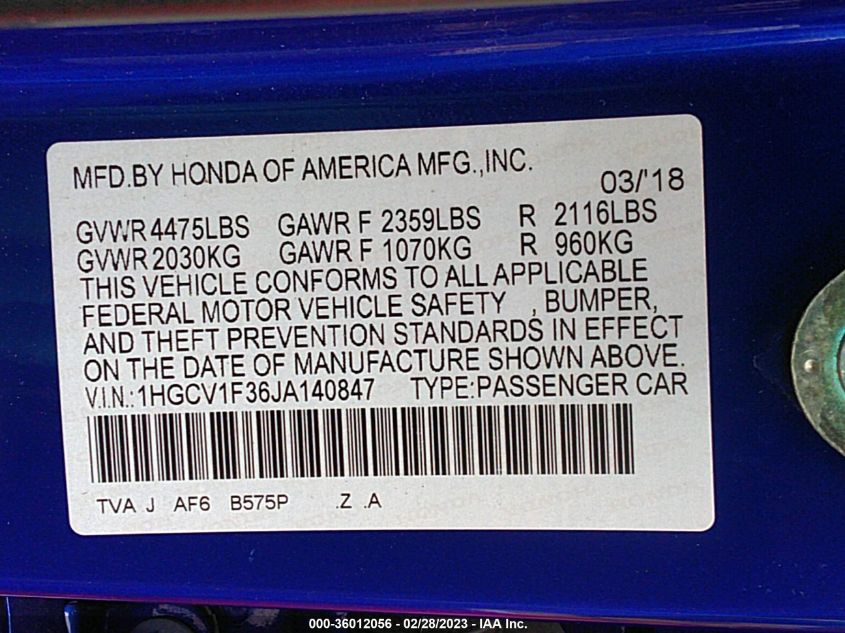 MFD.BY HONDA OF AMERICA MFG.,INC.
03/'18
GVWR 4475LBS GAWR F 2359LBS R 2116LBS
GVWR 2030KG GAWR F 1070KG R 960KG
THIS VEHICLE CONFORMS TO ALL APPLICABLE
FEDERAL MOTOR VEHICLE SAFETY , BUMPER,
AND THEFT PREVENTION STANDARDS IN EFFECT
ON THE DATE OF MANUFACTURE SHOWN ABOVE.
V.I.N.:1HGCV1F36JA140847 TYPE:PASSENGER CAR
TVA J AF6 B575P .Z .A
000-36012056 - 02/28/2023 - IAA Inc.